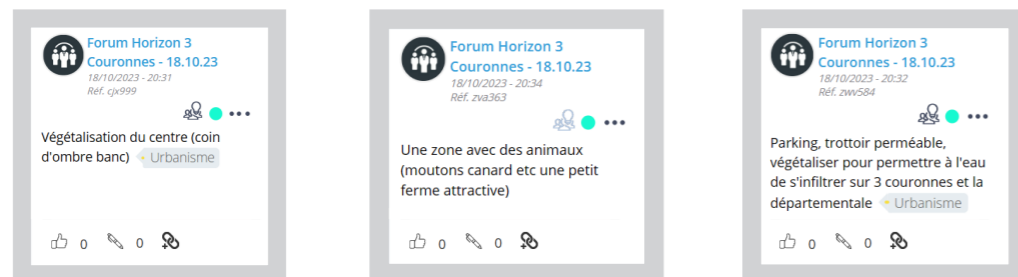 Forum Horizon 3
Couronnes - 18.10.23
18/10/2023 - 20:31
Réf. cjx999
Végétalisation du centre (coin
d'ombre banc) Urbanisme
0 0
Forum Horizon 3
Couronnes - 18.10.23
18/10/2023 - 20:34
Réf. zva363
Une zone avec des animaux
(moutons canard etc une petit
ferme attractive)
0 0
Forum Horizon 3
Couronnes - 18.10.23
18/10/2023 - 20:32
Réf. zwv584
Parking, trottoir perméable,
végétaliser pour permettre à l'eau
de s'infiltrer sur 3 couronnes et la
départementale Urbanisme
0 0